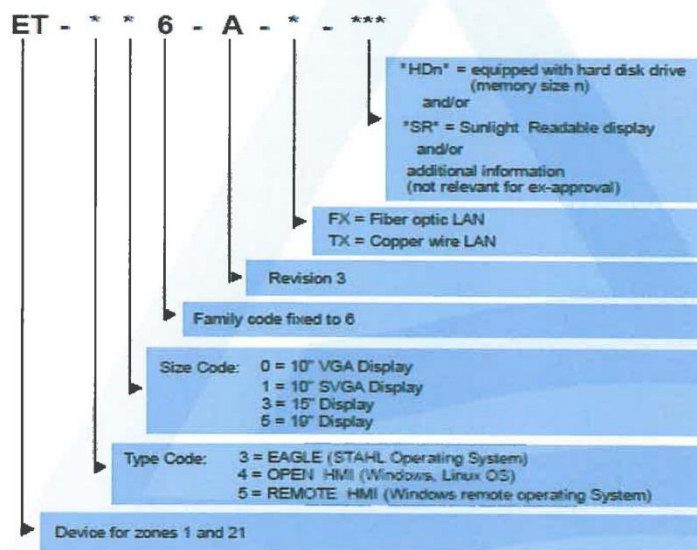 ET - * * 6 - A - * - ***
"HDn" = equipped with hard disk drive
(memory size n)
and/or
"SR" = Sunlight Readable display
and/or
additional information
(not relevant for ex-approval)
FX = Fiber optic LAN
TX = Copper wire LAN
Revision 3
Family code fixed to 6
Size Code: 0 = 10" VGA Display
1 = 10" SVGA Display
3 = 15" Display
5 = 19" Display
Type Code: 3 = EAGLE (STAHL Operating System)
4 = OPEN HMI (Windows, Linux OS)
5 = REMOTE HMI (Windows remote operating System)
Device for zones 1 and 21